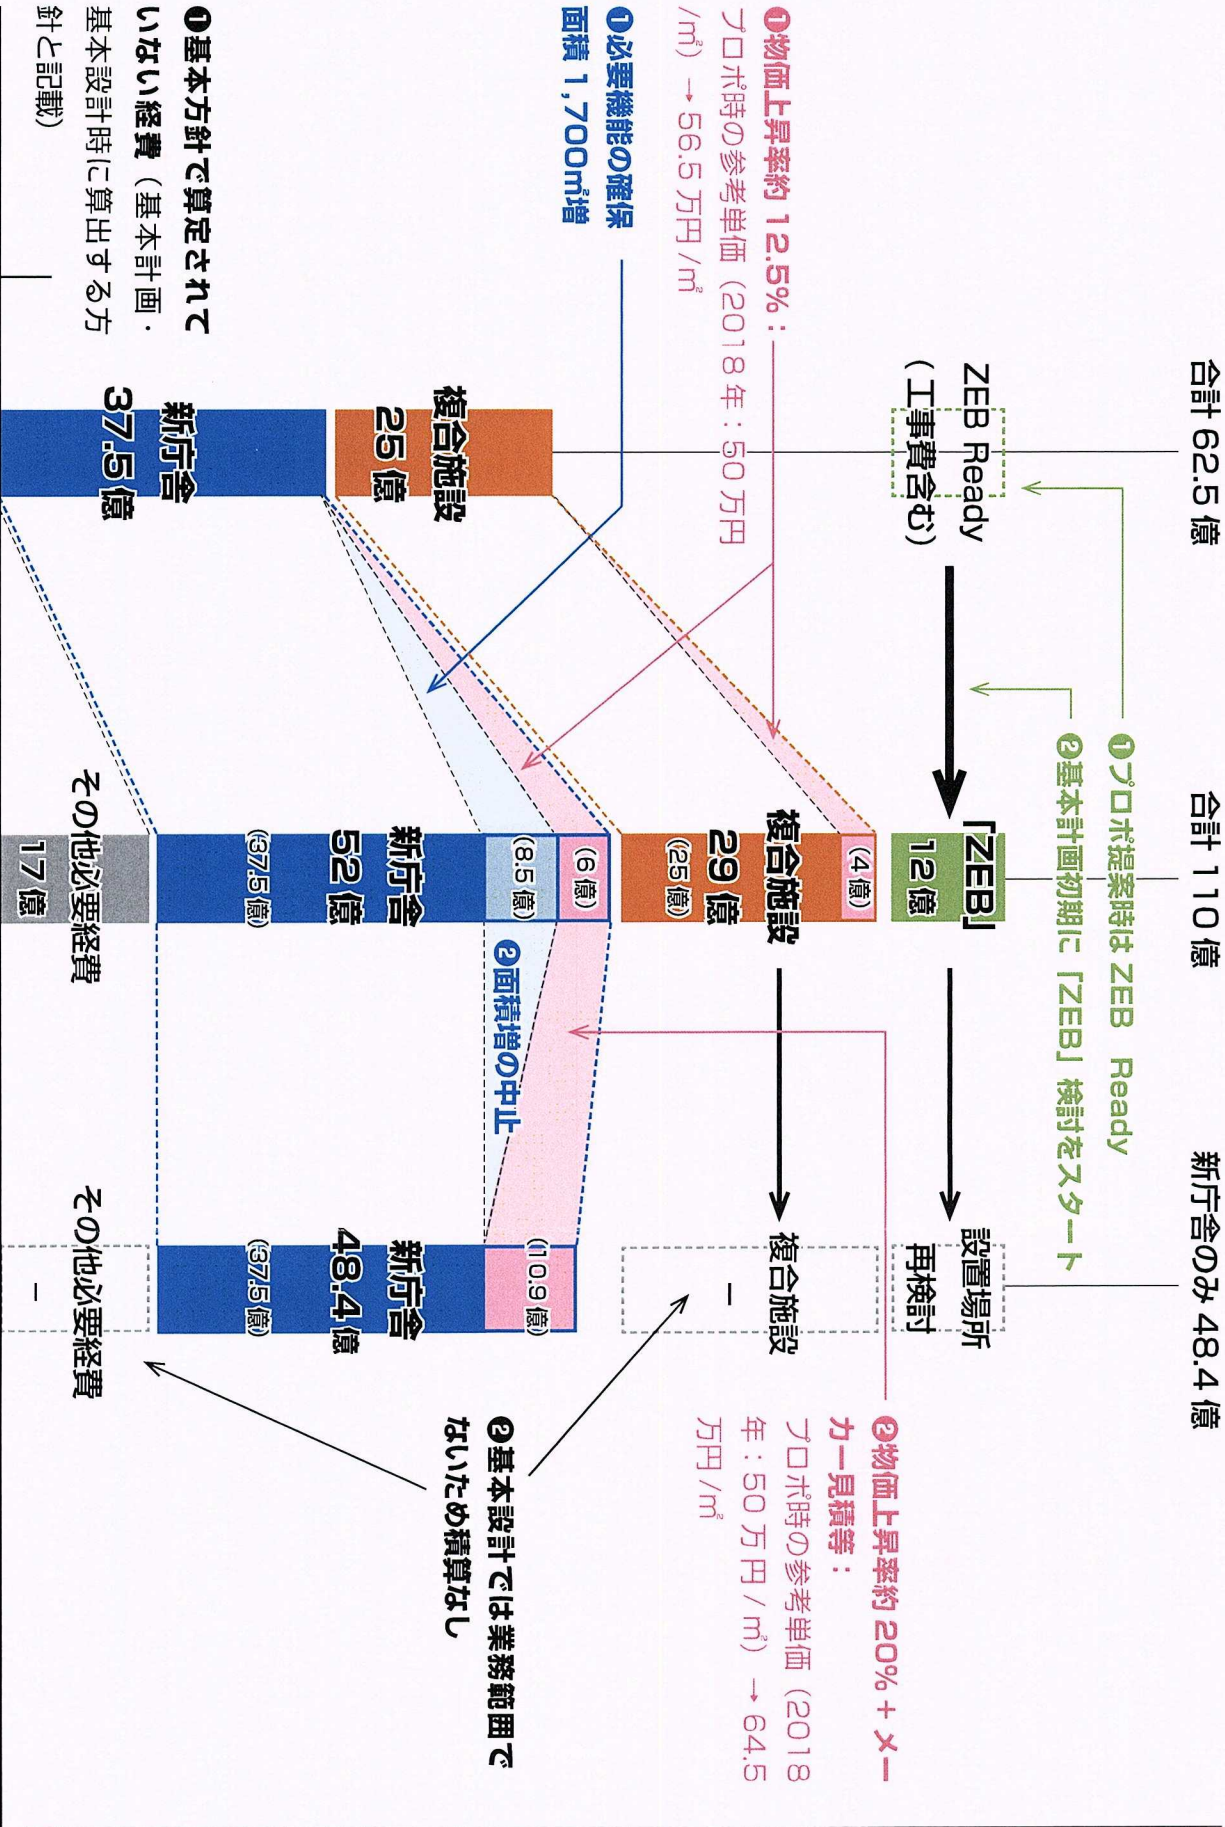 合計 62.5 億
合計 110 億
新庁舎のみ 48.4 億
❶プロポ提案時は ZEB Ready
❷基本計画初期に「ZEB」検討をスタート
ZEB Ready
（工事費含む）
「ZEB」
12 億
設置場所
再検討
❶物価上昇率約 12.5%：
プロポ時の参考単価（2018 年：50 万円
/㎡）→ 56.5 万円 /㎡
❷物価上昇率約 20% + メー
カー見積等：
プロポ時の参考単価（2018
年：50 万円 / ㎡）→ 64.5
万円 /㎡
❶必要機能の確保
面積 1,700㎡増
複合施設
25 億
(4 億)
複合施設
29 億
(25 億)
複合施設
－
(6 億)
(8.5 億)
❷面積増の中止
(10.9 億)
新庁舎
37.5 億
新庁舎
52 億
(37.5 億)
新庁舎
48.4 億
(37.5 億)
❷基本設計では業務範囲で
ないため積算なし
❶基本方針で算定されて
いない経費（基本計画・
基本設計時に算出する方
針と記載）
その他必要経費
17 億
その他必要経費
－